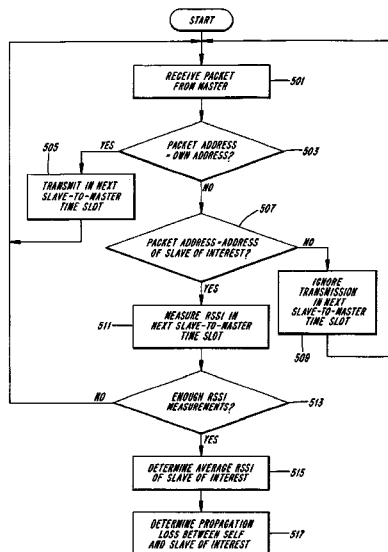 START
RECEIVE PACKET
FROM MASTER
501
PACKET ADDRESS
= OWN ADDRESS?
503
YES
505
TRANSMIT IN NEXT
SLAVE-TO-MASTER
TIME SLOT
NO
507
PACKET ADDRESS=ADDRESS
OF SLAVE OF INTEREST?
NO
YES
IGNORE
TRANSMISSION
IN NEXT
SLAVE-TO-MASTER
TIME SLOT
509
511
MEASURE RSSI IN
NEXT SLAVE-TO-MASTER
TIME SLOT
NO
ENOUGH RSSI
MEASUREMENTS?
513
YES
DETERMINE AVERAGE RSSI
OF SLAVE OF INTEREST
515
DETERMINE PROPAGATION
LOSS BETWEEN SELF
AND SLAVE OF INTEREST
517